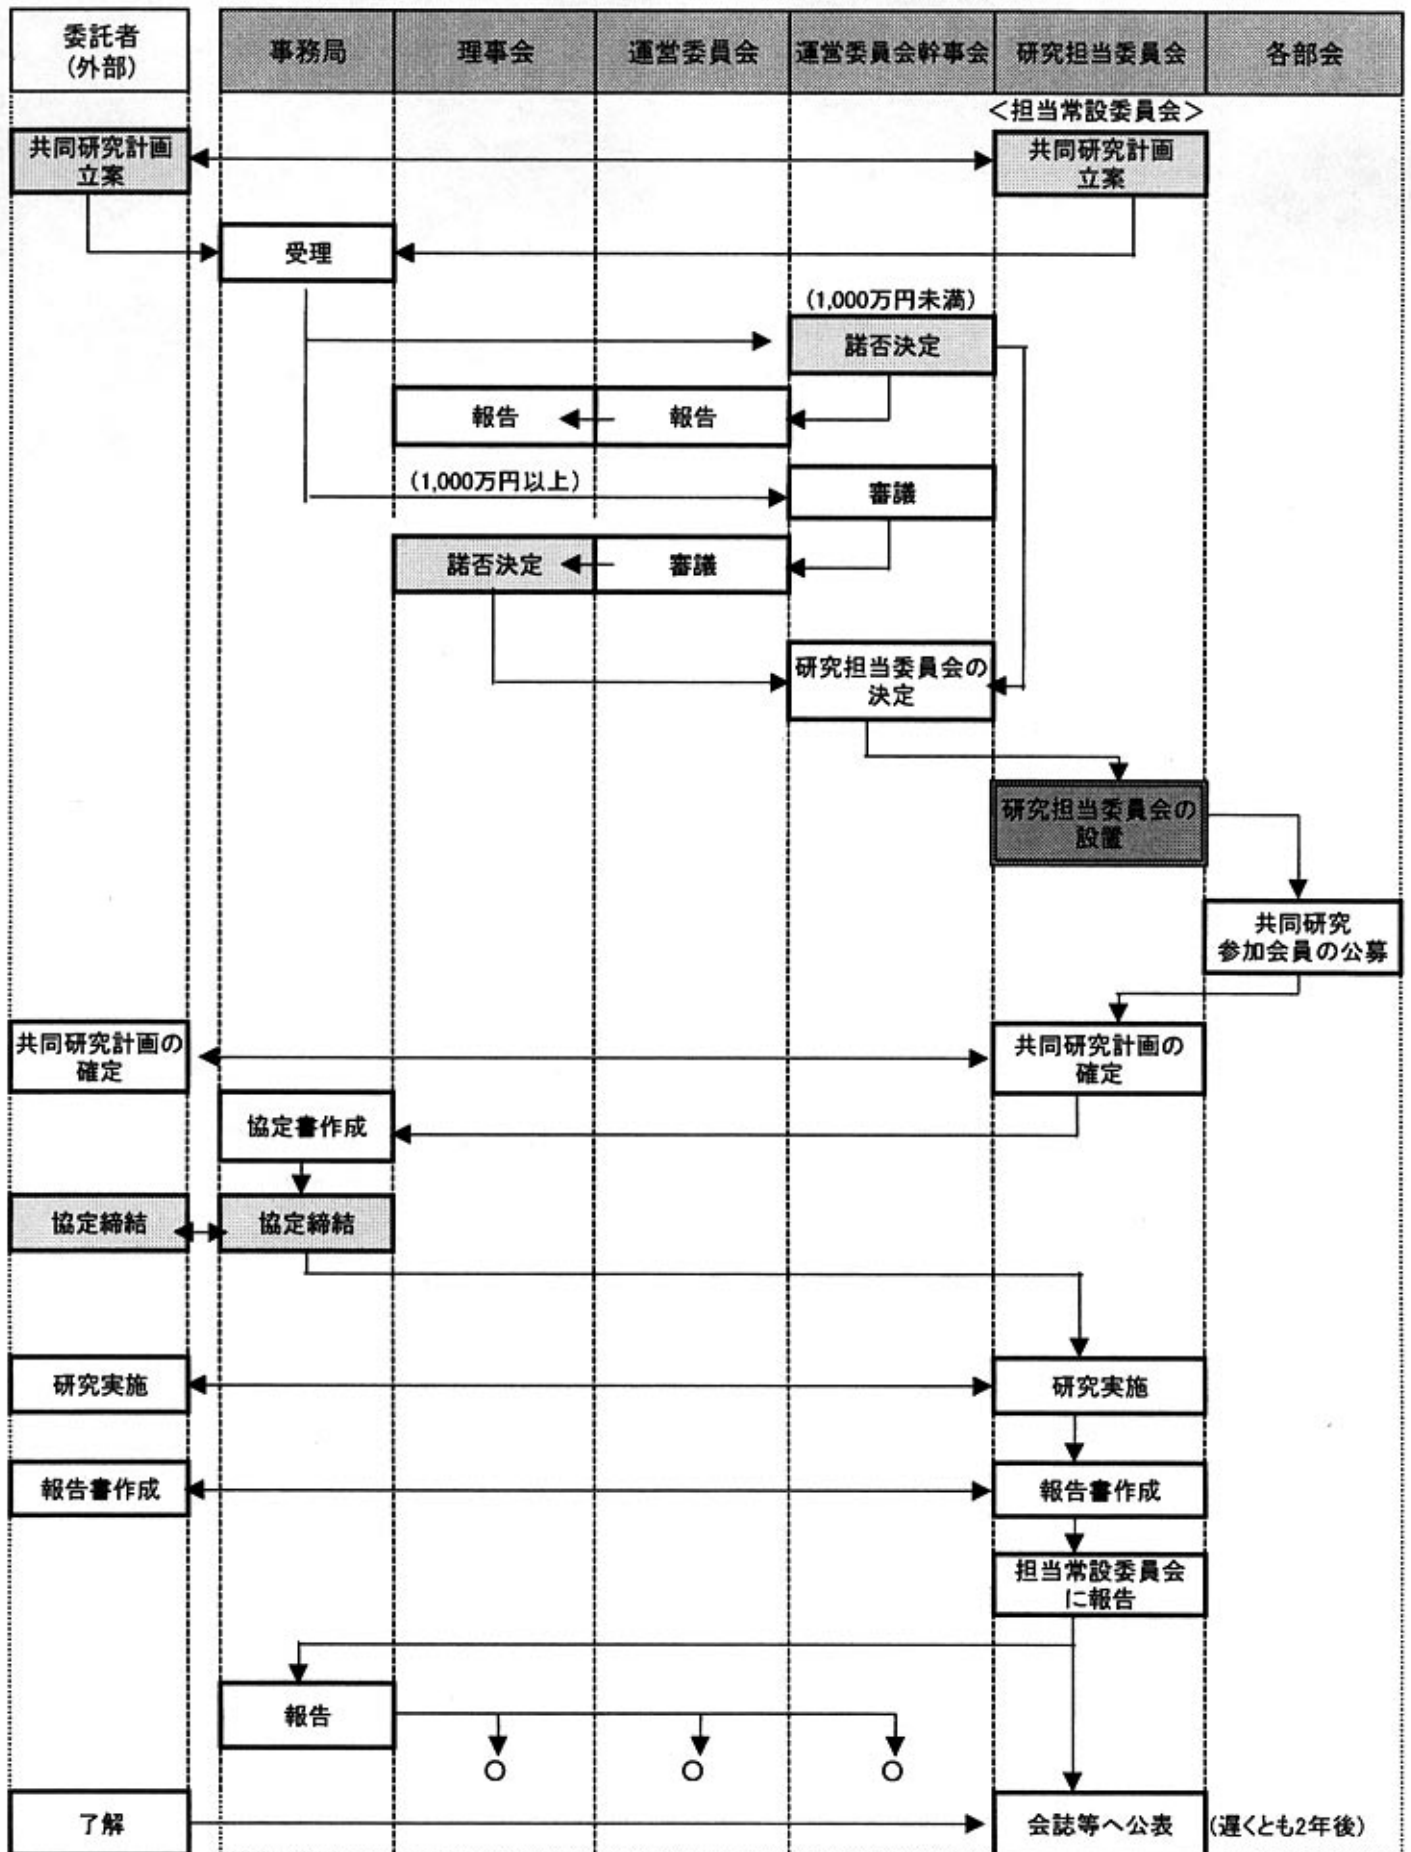 委託者
(外部)
事務局
理事会
運営委員会
運営委員会幹事会
研究担当委員会
各部会
＜担当常設委員会＞
共同研究計画
立案
共同研究計画
立案
受理
(1,000万円未満)
諾否決定
報告
報告
(1,000万円以上)
審議
諾否決定
審議
研究担当委員会の
決定
研究担当委員会の
設置
共同研究
参加会員の公募
共同研究計画の
確定
共同研究計画の
確定
協定書作成
協定締結
協定締結
研究実施
研究実施
報告書作成
報告書作成
担当常設委員会
に報告
報告
○
○
○
了解
会誌等へ公表
(遅くとも2年後)